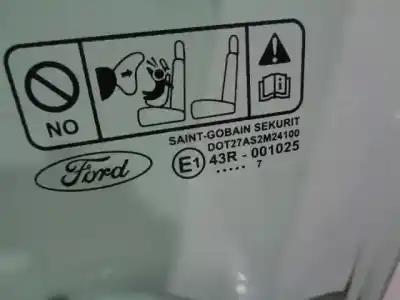 NO
SAINT-GOBAIN SEKURIT
DOT27AS2M24100
Ford
E1 43R - 001025
..... 7